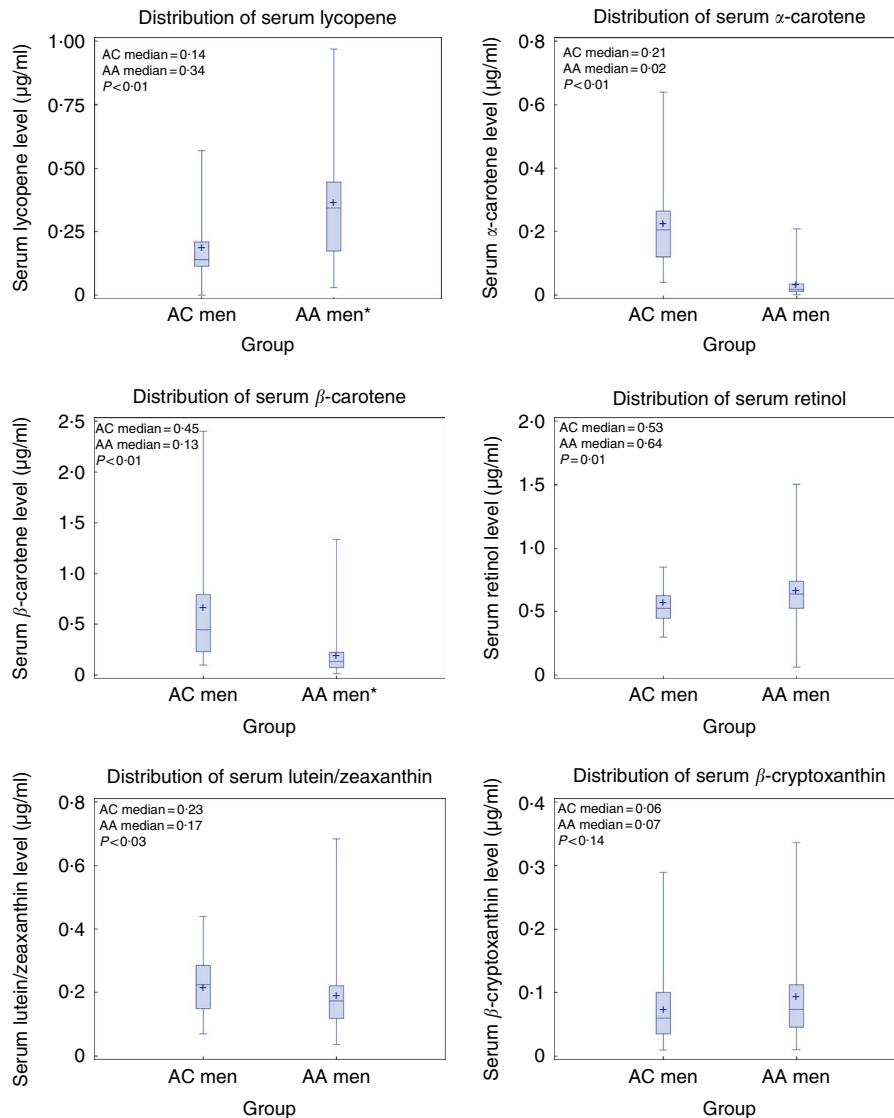 Distribution of serum lycopene
Serum lycopene level (µg/ml)
1·00
0·75
0·50
0·25
0
AC median=0·14
AA median=0·34
P<0·01
AC men
AA men*
Group
Distribution of serum α-carotene
Serum α-carotene level (µg/ml)
0·8
0·6
0·4
0·2
0
AC median=0·21
AA median=0·02
P<0·01
AC men
AA men
Group
Distribution of serum β-carotene
Serum β-carotene level (µg/ml)
2·5
2·0
1·5
1·0
0·5
0
AC median=0·45
AA median=0·13
P<0·01
AC men
AA men*
Group
Distribution of serum retinol
Serum retinol level (µg/ml)
2·0
1·5
1·0
0·5
0
AC median=0·53
AA median=0·64
P=0·01
AC men
AA men
Group
Distribution of serum lutein/zeaxanthin
Serum lutein/zeaxanthin level (µg/ml)
0·8
0·6
0·4
0·2
0
AC median=0·23
AA median=0·17
P<0·03
AC men
AA men
Group
Distribution of serum β-cryptoxanthin
Serum β-cryptoxanthin level (µg/ml)
0·4
0·3
0·2
0·1
0
AC median=0·06
AA median=0·07
P<0·14
AC men
AA men
Group